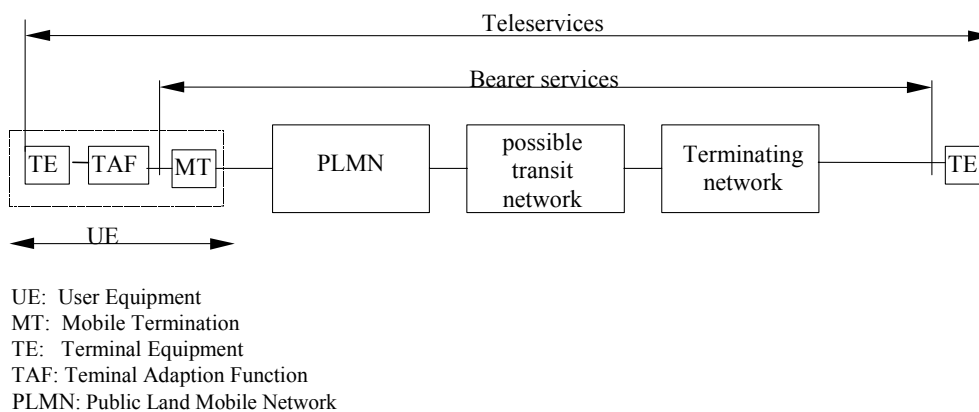 Teleservices
Bearer services
TE
TAF
MT
PLMN
possible
transit
network
Terminating
network
TE
UE
UE: User Equipment
MT: Mobile Termination
TE: Terminal Equipment
TAF: Teminal Adaption Function
PLMN: Public Land Mobile Network